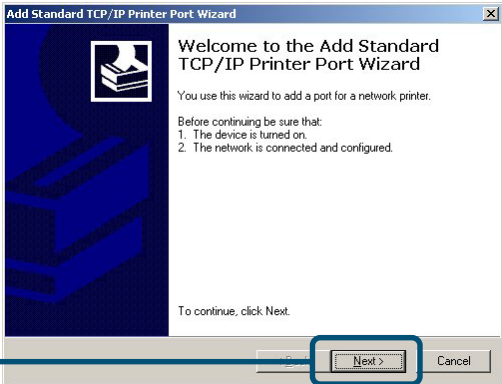 Add Standard TCP/IP Printer Port Wizard
Welcome to the Add Standard
TCP/IP Printer Port Wizard
You use this wizard to add a port for a network printer.
Before continuing be sure that:
1. The device is turned on.
2. The network is connected and configured.
To continue, click Next.
Next >
Cancel